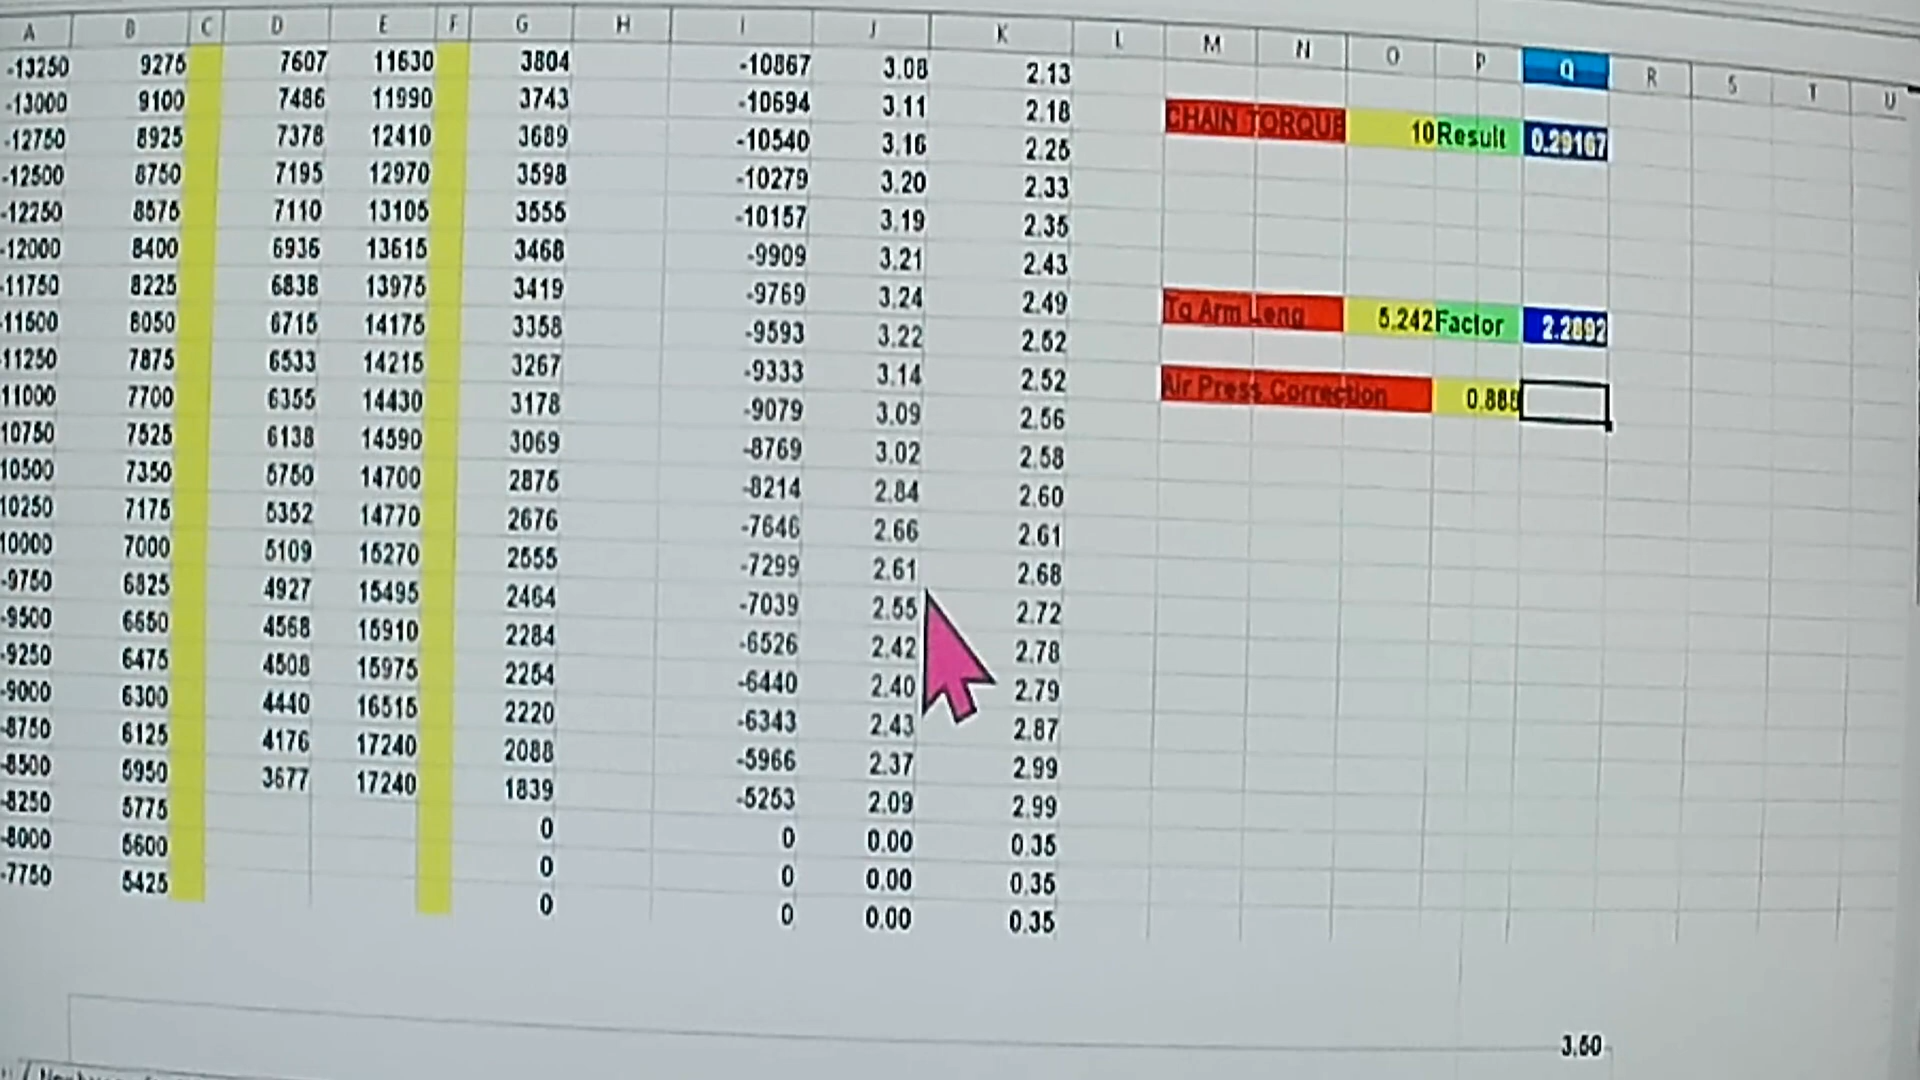 A B C D E F G H I J K L M N O P Q R S T U
-13250 9275 7607 11630 3804 -10867 3.08 2.13
-13000 9100 7486 11990 3743 -10694 3.11 2.18 CHAIN TORQUE 10 Result 0.29167
-12750 8925 7378 12410 3689 -10540 3.16 2.25
-12500 8750 7195 12970 3598 -10279 3.20 2.33
-12250 8575 7110 13105 3555 -10157 3.19 2.35
-12000 8400 6936 13615 3468 -9909 3.21 2.43
-11750 8225 6838 13975 3419 -9769 3.24 2.49 Tq Arm Leng 5.242 Factor 2.2892
-11500 8050 6715 14175 3358 -9593 3.22 2.52
-11250 7875 6533 14215 3267 -9333 3.14 2.52 Air Press Correction 0.888
11000 7700 6355 14430 3178 -9079 3.09 2.56
10750 7525 6138 14590 3069 -8769 3.02 2.58
10500 7350 5750 14700 2875 -8214 2.84 2.60
10250 7175 5352 14770 2676 -7646 2.66 2.61
10000 7000 5109 15270 2555 -7299 2.61 2.68
-9750 6825 4927 15495 2464 -7039 2.55 2.72
-9500 6650 4568 15910 2284 -6526 2.42 2.78
-9250 6475 4508 15975 2254 -6440 2.40 2.79
-9000 6300 4440 16515 2220 -6343 2.43 2.87
-8750 6125 4176 17240 2088 -5966 2.37 2.99
-8500 5950 3677 17240 1839 -5253 2.09 2.99
-8250 5775 0 0 0.00 0.35
-8000 5600 0 0 0.00 0.35
-7750 5425 0 0 0.00 0.35
3.50